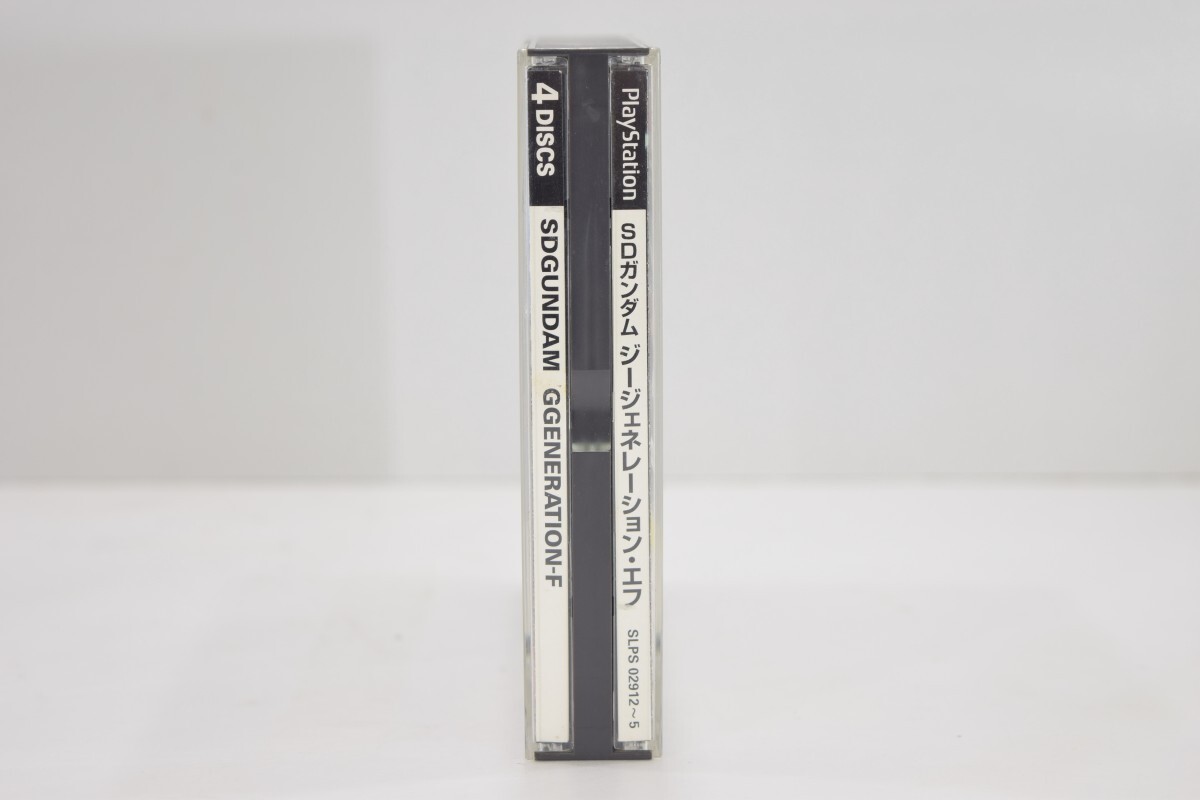 4 DISCS
SDGUNDAM GGENERATION-F
PlayStation
SDガンダム ジージェネレーション・エフ
SLPS 02912~5